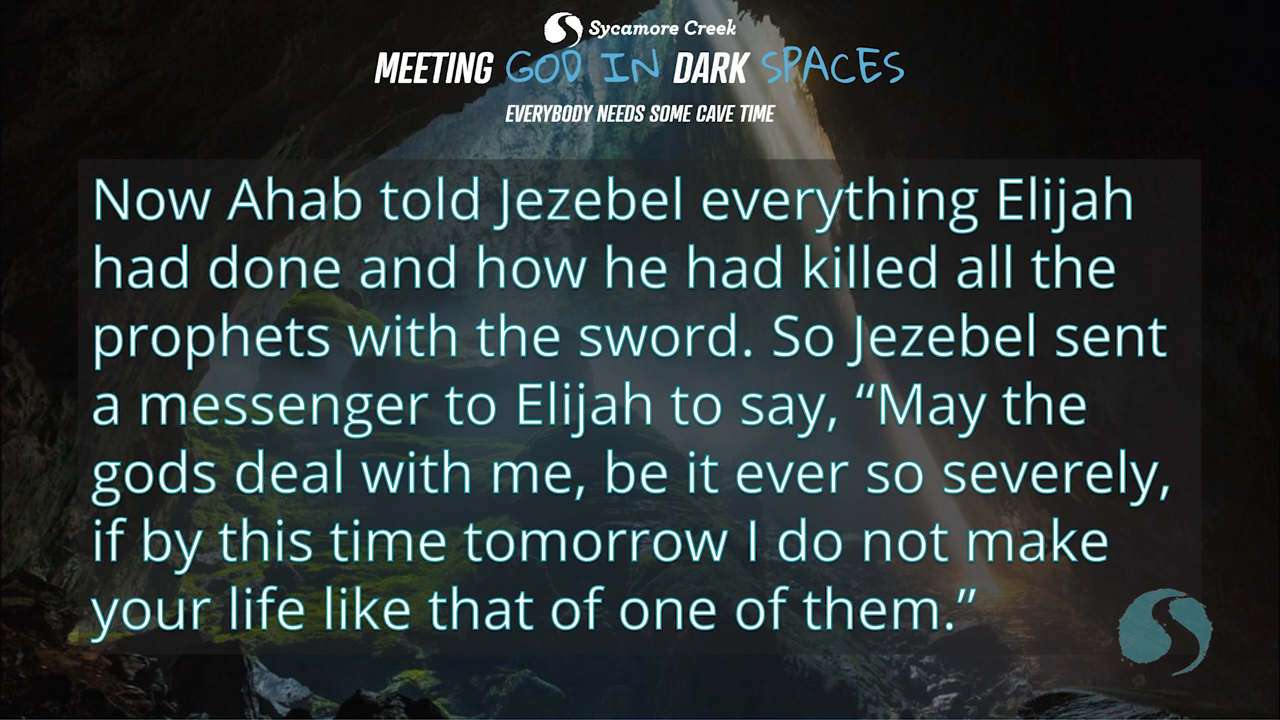 Sycamore Creek
MEETING GOD IN DARK SPACES
EVERYBODY NEEDS SOME CAVE TIME
Now Ahab told Jezebel everything Elijah
had done and how he had killed all the
prophets with the sword. So Jezebel sent
a messenger to Elijah to say, “May the
gods deal with me, be it ever so severely,
if by this time tomorrow I do not make
your life like that of one of them.”